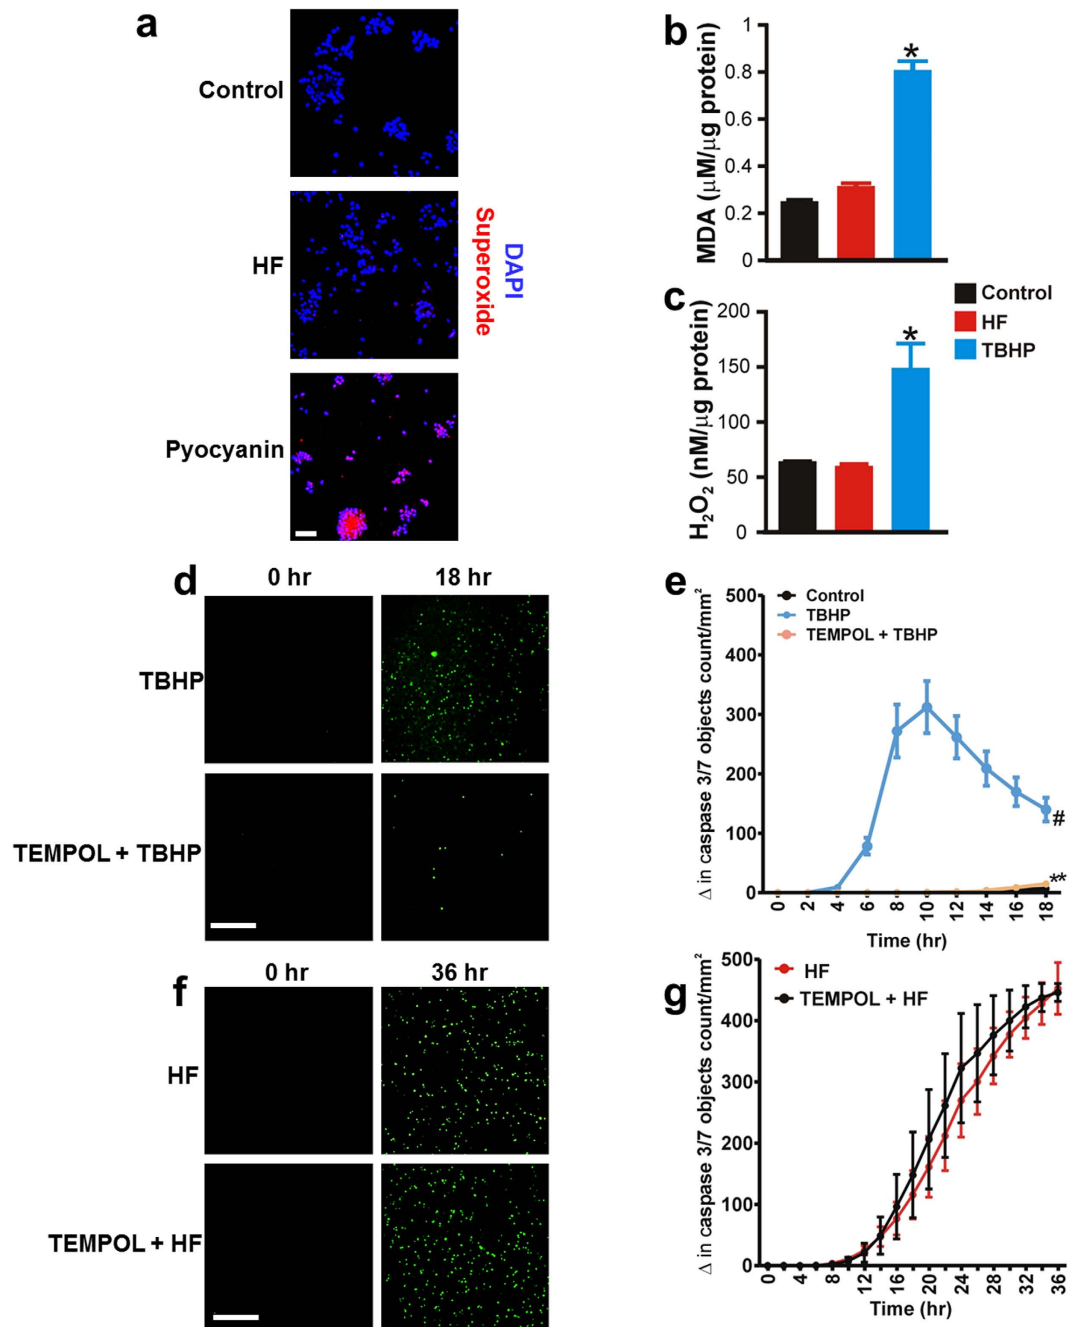 a
Control
HF
Pyocyanin
DAPI
Superoxide
b
MDA (μM/μg protein)
1
0.8
0.6
0.4
0.2
0
*
c
H₂O₂ (nM/μg protein)
200
150
100
50
0
*
Control
HF
TBHP
d
0 hr
18 hr
TBHP
TEMPOL + TBHP
e
Δ in caspase 3/7 objects count/mm²
500
400
300
200
100
0
Control
TBHP
TEMPOL + TBHP
#
**
0 2 4 6 8 10 12 14 16 18
Time (hr)
f
0 hr
36 hr
HF
TEMPOL + HF
g
Δ in caspase 3/7 objects count/mm²
500
400
300
200
100
0
HF
TEMPOL + HF
0 4 8 12 16 20 24 28 32 36
Time (hr)